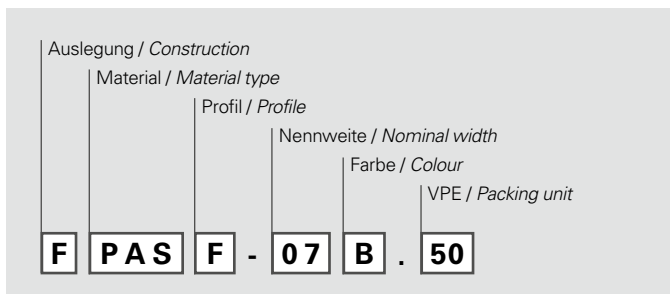 Auslegung / Construction
Material / Material type
Profil / Profile
Nennweite / Nominal width
Farbe / Colour
VPE / Packing unit
F PAS F - 07 B . 50